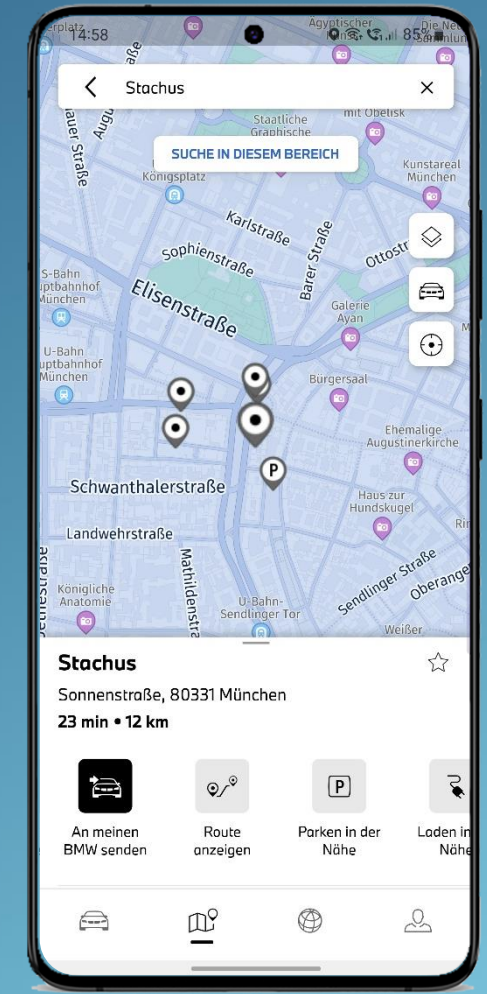 14:58
85%
Ägyptischer
Stachus
Staatliche
Graphische
mit Obelisk
SUCHE IN DIESEM BEREICH
Königsplatz
Kunstareal
München
Karlstraße
Sophienstraße
Barer Straße
Elisenstraße
Galerie
Ayan
S-Bahn
München
U-Bahn
München
Bürgersaal
Ehemalige
Augustinerkirche
P
Schwanthalerstraße
Haus zur
Hundskugel
Landwehrstraße
Mathildenstra
Sendlinger Straße
Königliche
Anatomie
U-Bahn-
Sendlinger Tor
Oberange
Weißer
Stachus
Sonnenstraße, 80331 München
23 min • 12 km
P
An meinen
BMW senden
Route
anzeigen
Parken in der
Nähe
Laden in
Nähe